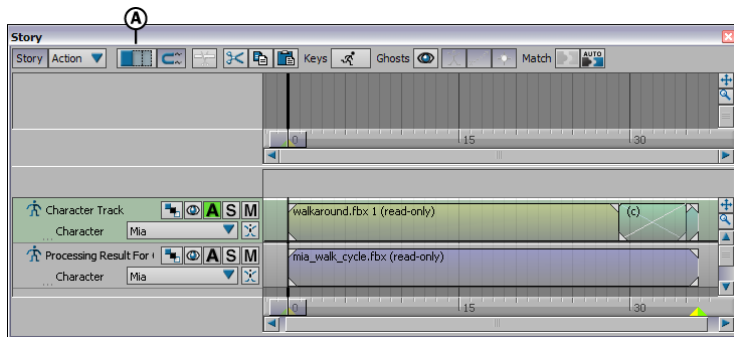 A
Story
Story Action Keys Ghosts Match AUTO
0 15 30
Character Track A S M
walkaround.fbx 1 (read-only) (c)
Character Mia
Processing Result For A S M
mia_walk_cycle.fbx (read-only)
Character Mia
0 15 30